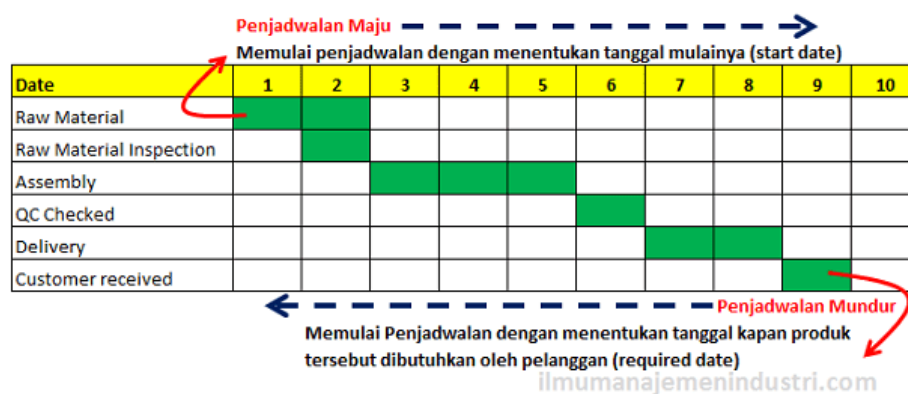 Penjadwalan Maju
Memulai penjadwalan dengan menentukan tanggal mulainya (start date)
Date 1 2 3 4 5 6 7 8 9 10
Raw Material
Raw Material Inspection
Assembly
QC Checked
Delivery
Customer received
Penjadwalan Mundur
Memulai Penjadwalan dengan menentukan tanggal kapan produk
tersebut dibutuhkan oleh pelanggan (required date)
ilmumanajemenindustri.com